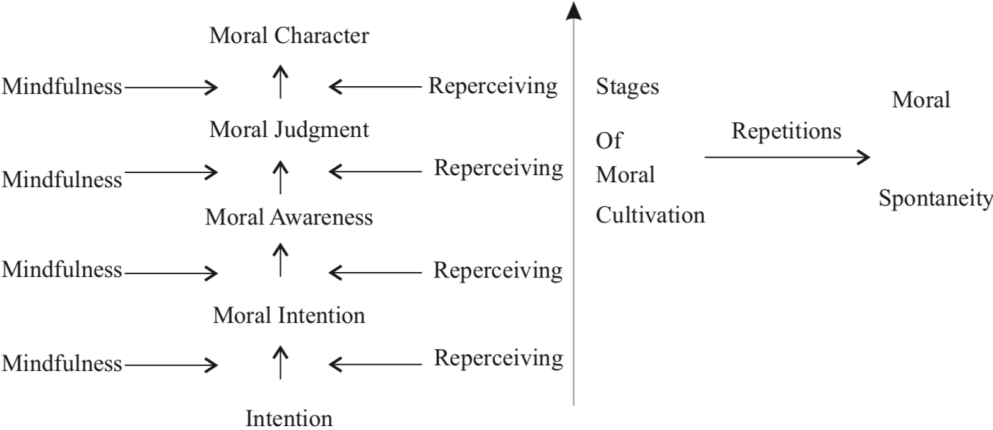 Moral Character
Mindfulness
Reperceiving
Moral Judgment
Mindfulness
Reperceiving
Moral Awareness
Mindfulness
Reperceiving
Moral Intention
Mindfulness
Reperceiving
Intention
Stages
Of
Moral
Cultivation
Repetitions
Moral
Spontaneity